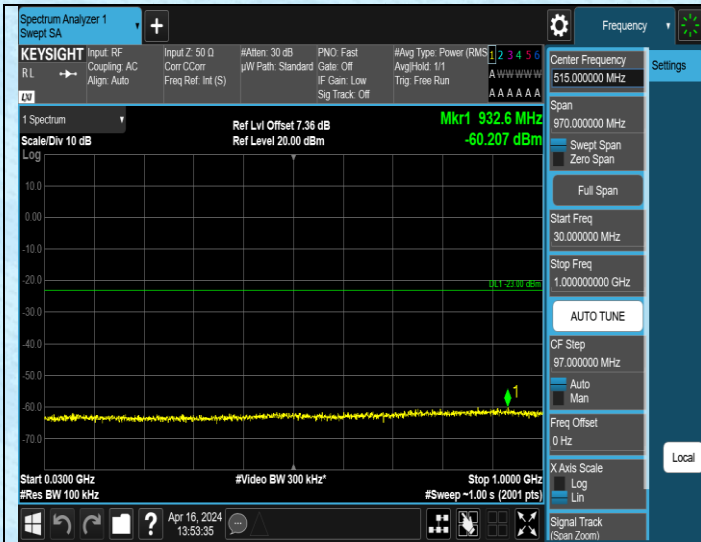 Spectrum Analyzer 1
Swept SA
Frequency
KEYSIGHT
RL
LXI
Input: RF
Coupling: AC
Align: Auto
Input Z: 50 Ω
Corr CCorr
Freq Ref: Int (S)
#Atten: 30 dB
µW Path: Standard
PNO: Fast
Gate: Off
IF Gain: Low
Sig Track: Off
#Avg Type: Power (RMS
Avg|Hold: 1/1
Trig: Free Run
1 2 3 4 5 6
A W W W W W
A A A A A A
1 Spectrum
Scale/Div 10 dB
Log
Ref Lvl Offset 7.36 dB
Ref Level 20.00 dBm
Mkr1 932.6 MHz
-60.207 dBm
10.0
0.00
-10.0
-20.0
DL1 -23.00 dBm
-30.0
-40.0
-50.0
1
-60.0
-70.0
Start 0.0300 GHz
#Res BW 100 kHz
#Video BW 300 kHz*
Stop 1.0000 GHz
#Sweep ~1.00 s (2001 pts)
?
Apr 16, 2024
13:53:35
Center Frequency
515.000000 MHz
Span
970.000000 MHz
Swept Span
Zero Span
Full Span
Start Freq
30.000000 MHz
Stop Freq
1.000000000 GHz
AUTO TUNE
CF Step
97.000000 MHz
Auto
Man
Freq Offset
0 Hz
X Axis Scale
Log
Lin
Signal Track
(Span Zoom)
Settings
Local